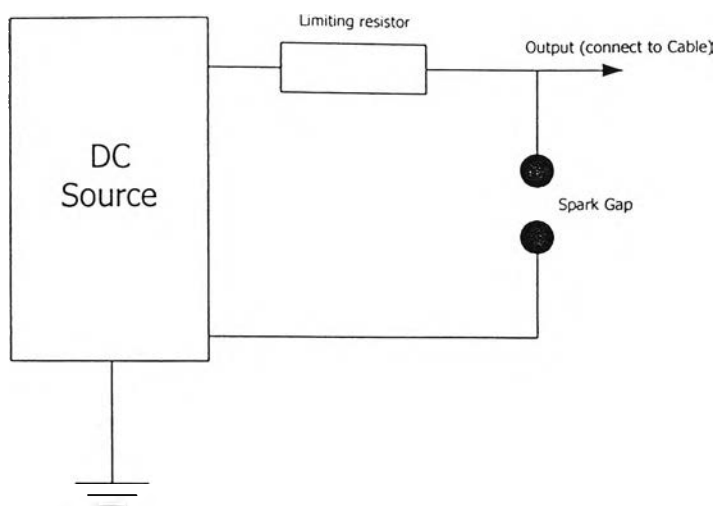 Limiting resistor
Output (connect to Cable)
DC
Source
Spark Gap